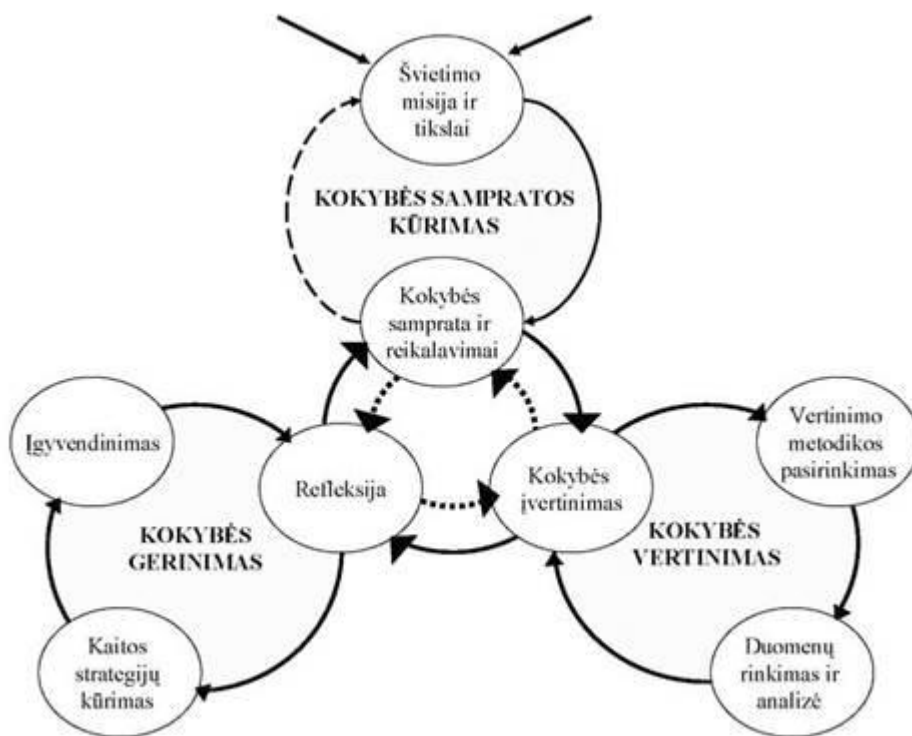 Švietimo
misija ir
tikslai
KOKYBĖS SAMPRATOS
KŪRIMAS
Kokybės
samprata ir
reikalavimai
Įgyvendinimas
Refleksija
Kokybės
įvertinimas
Vertinimo
metodikos
pasirinkimas
KOKYBĖS
GERINIMAS
KOKYBĖS
VERTINIMAS
Kaitos
strategijų
kūrimas
Duomenų
rinkimas ir
analizė